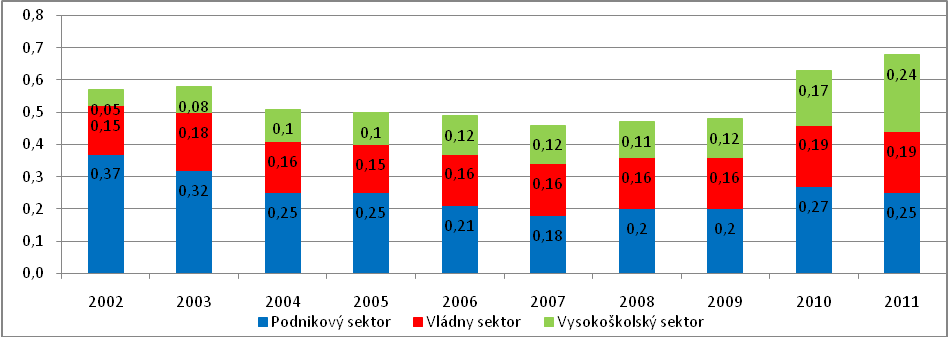 0,8
0,7
0,6
0,5
0,4
0,3
0,2
0,1
0,0
0,05 0,08 0,1 0,1 0,12 0,12 0,11 0,12 0,17 0,24
0,15 0,18 0,16 0,15 0,16 0,16 0,16 0,16 0,19 0,19
0,37 0,32 0,25 0,25 0,21 0,18 0,2 0,2 0,27 0,25
2002 2003 2004 2005 2006 2007 2008 2009 2010 2011
Podnikový sektor Vládny sektor Vysokoškolský sektor